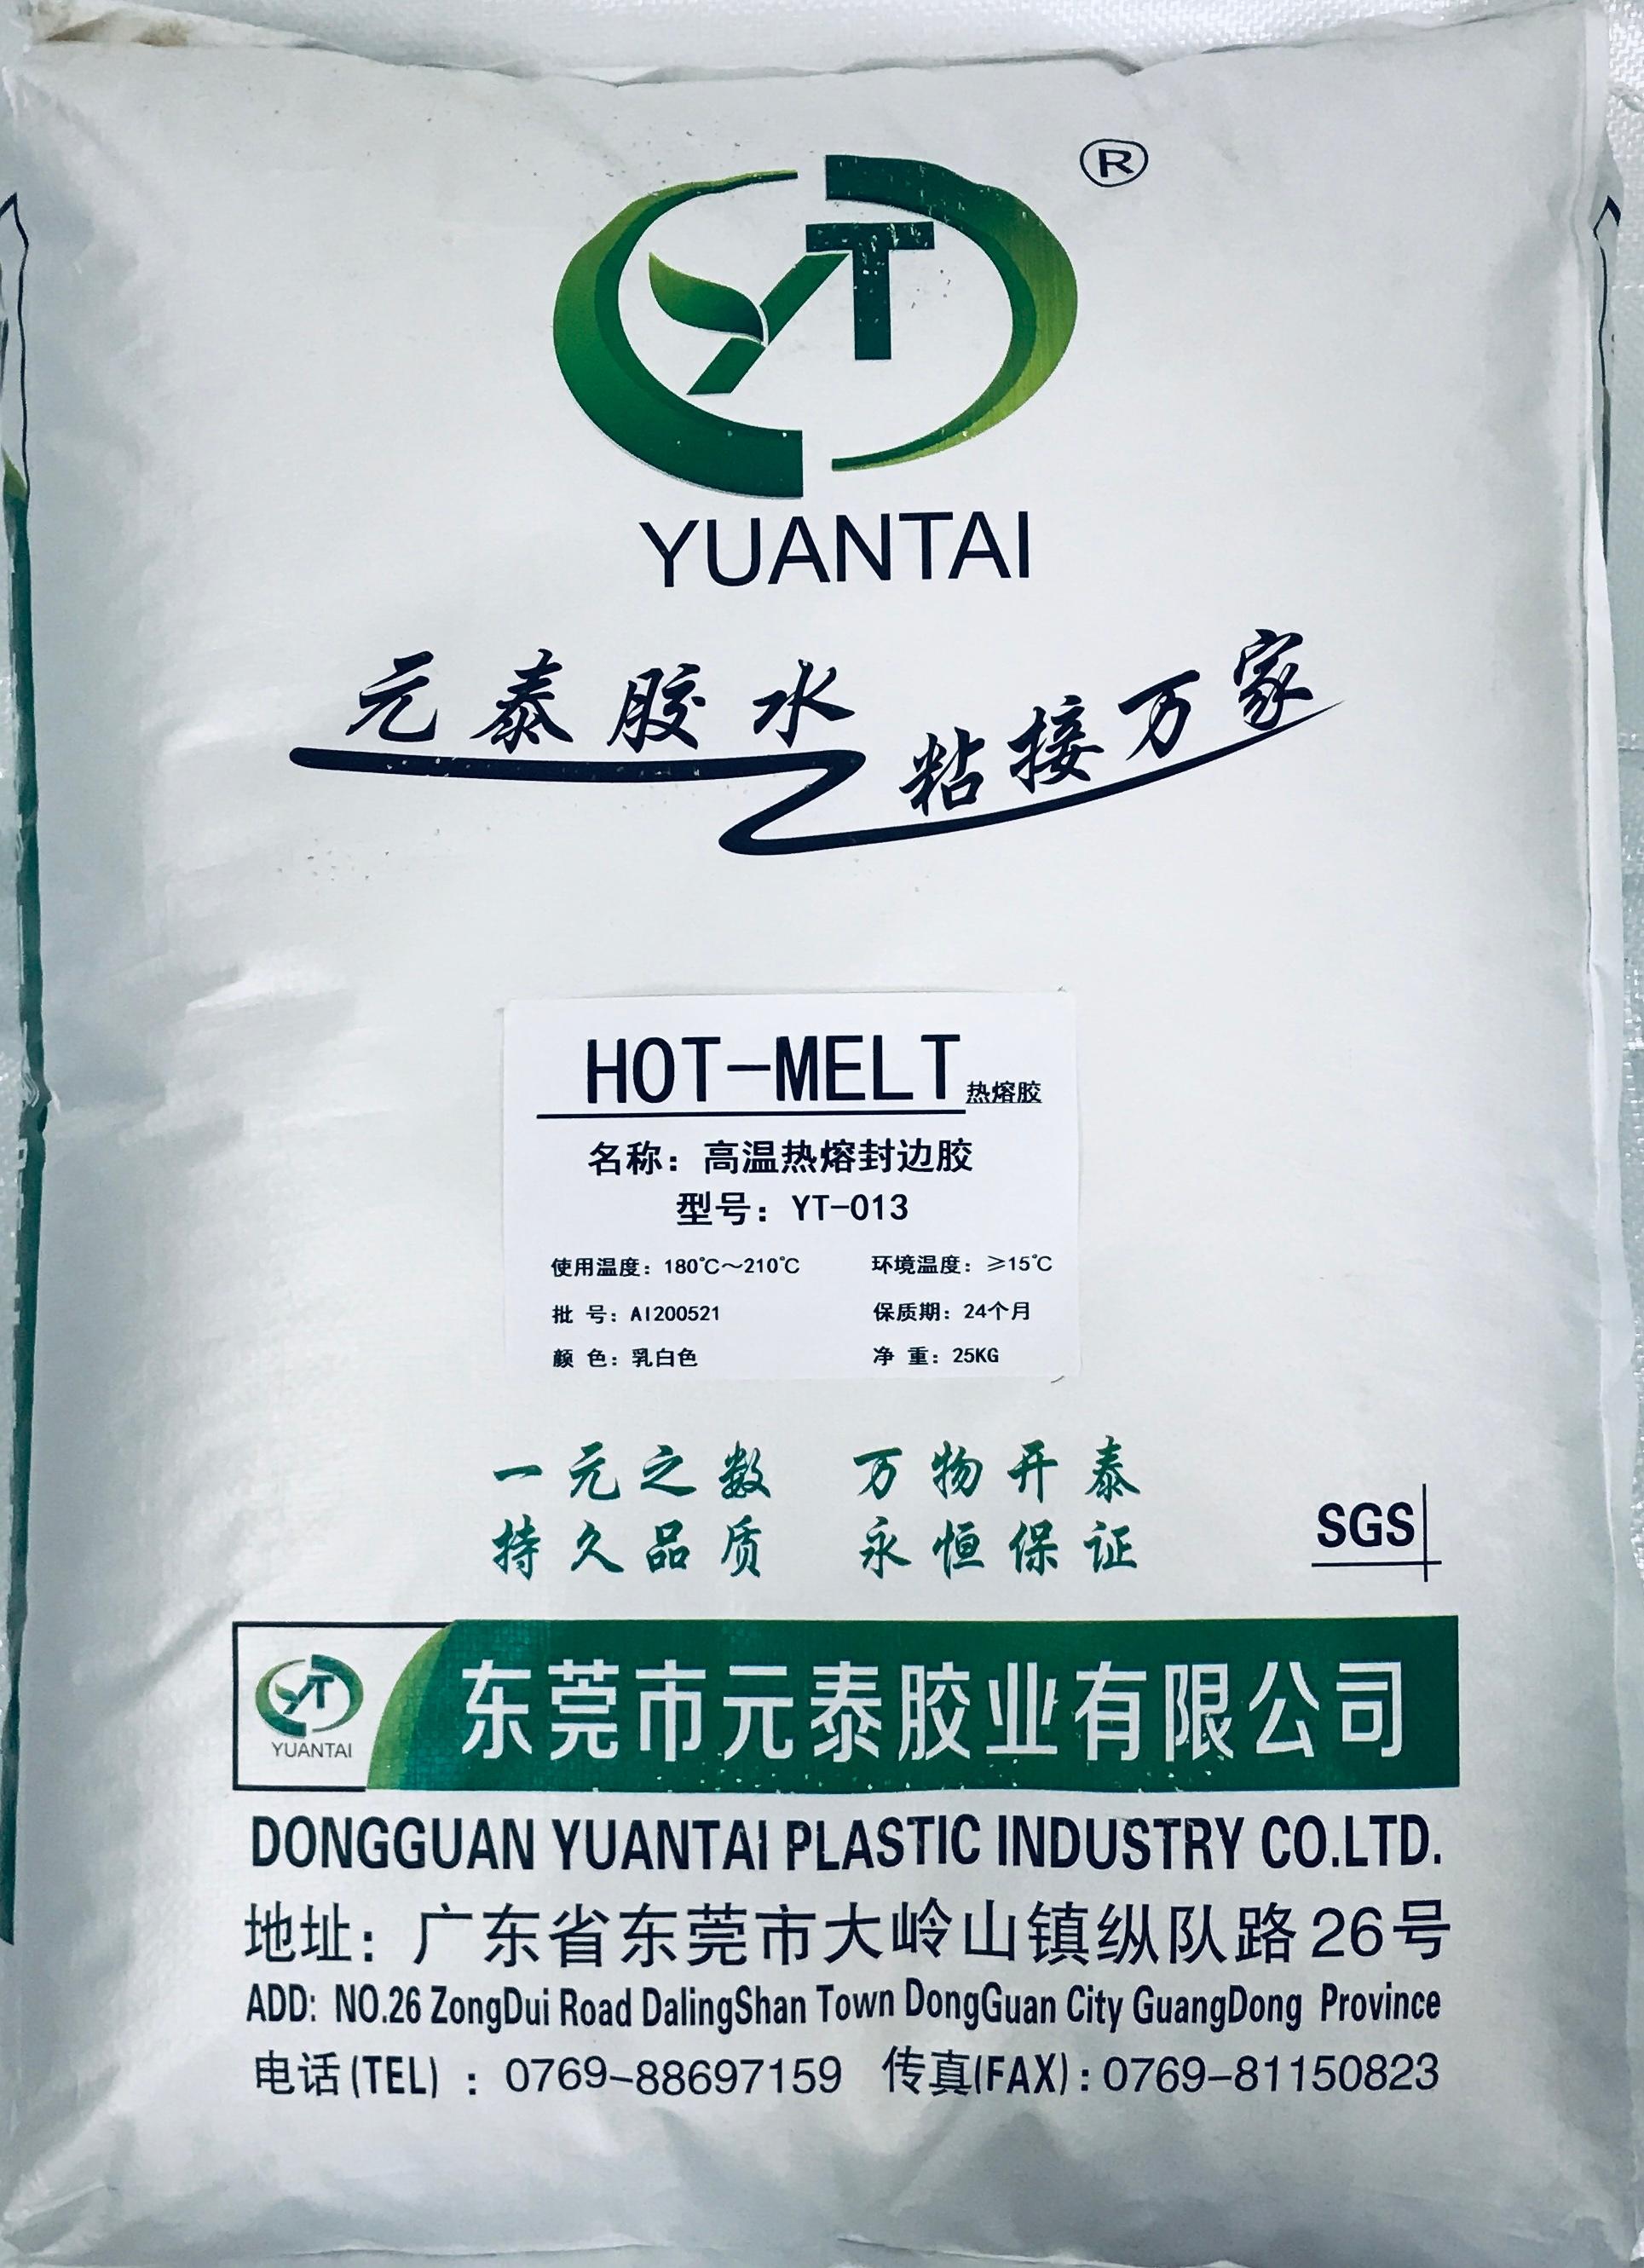 ®
YT
YUANTAI
元泰胶水
粘接万家
HOT-MELT热熔胶
名称：高温热熔封边胶
型号：YT-013
使用温度：180℃～210℃ 环境温度：≥15℃
批 号：AI200521 保质期：24个月
颜 色：乳白色 净 重：25KG
一元之数 万物开泰
持久品质 永恒保证
SGS
YT
YUANTAI
东莞市元泰胶业有限公司
DONGGUAN YUANTAI PLASTIC INDUSTRY CO.LTD.
地址：广东省东莞市大岭山镇纵队路26号
ADD: NO.26 ZongDui Road DalingShan Town DongGuan City GuangDong Province
电话(TEL)：0769-88697159 传真(FAX)：0769-81150823